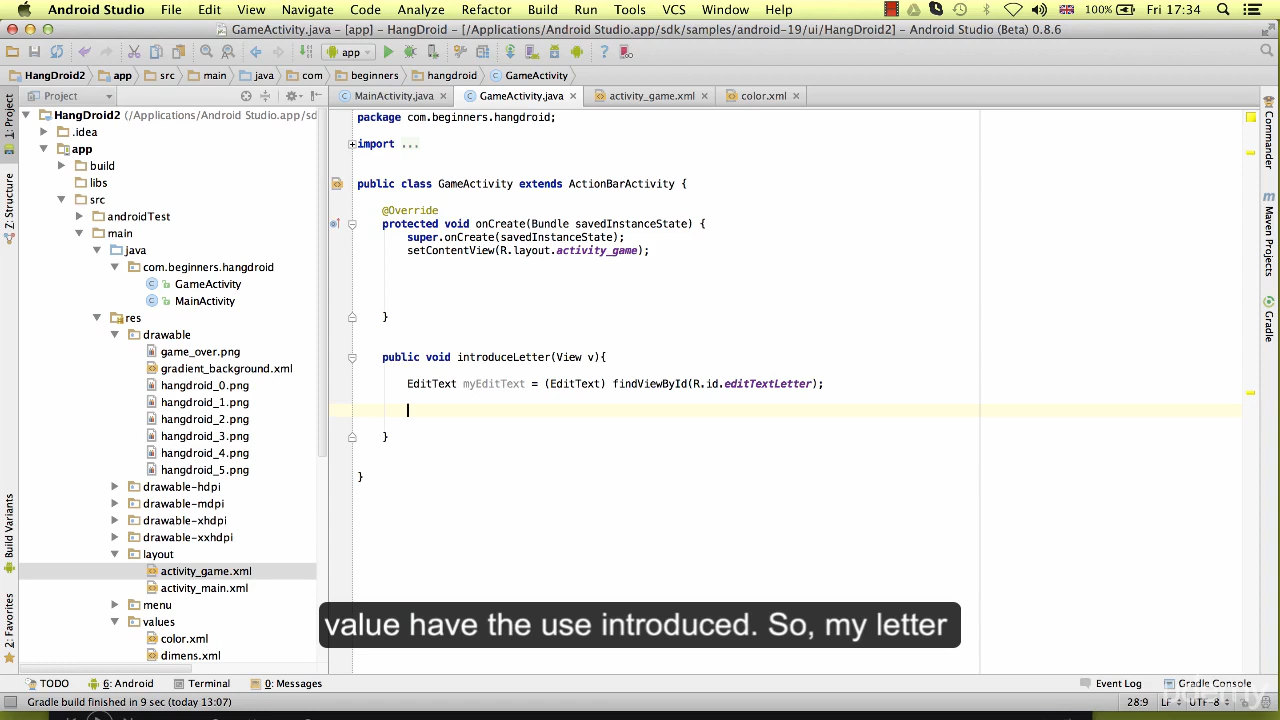 Android Studio File Edit View Navigate Code Analyze Refactor Build Run Tools VCS Window Help 100% Fri 17:34
GameActivity.java - [app] - HangDroid2 - [/Applications/Android Studio.app/sdk/samples/android-19/ui/HangDroid2] - Android Studio (Beta) 0.8.6
app
HangDroid2 app src main java com beginners hangdroid GameActivity
Project
MainActivity.java GameActivity.java activity_game.xml color.xml
1: Project
Z: Structure
Build Variants
2: Favorites
HangDroid2 (/Applications/Android Studio.app/sd
.idea
app
build
libs
src
androidTest
main
java
com.beginners.hangdroid
GameActivity
MainActivity
res
drawable
game_over.png
gradient_background.xml
hangdroid_0.png
hangdroid_1.png
hangdroid_2.png
hangdroid_3.png
hangdroid_4.png
hangdroid_5.png
drawable-hdpi
drawable-mdpi
drawable-xhdpi
drawable-xxhdpi
layout
activity_game.xml
activity_main.xml
menu
values
color.xml
dimens.xml
package com.beginners.hangdroid;
import ...
public class GameActivity extends ActionBarActivity {
@Override
protected void onCreate(Bundle savedInstanceState) {
super.onCreate(savedInstanceState);
setContentView(R.layout.activity_game);
}
public void introduceLetter(View v){
EditText myEditText = (EditText) findViewById(R.id.editTextLetter);
}
}
Commander
Maven Projects
Gradle
value have the use introduced. So, my letter
TODO 6: Android Terminal 0: Messages Event Log Gradle Console
Gradle build finished in 9 sec (today 13:07) 28:9 LF UTF-8